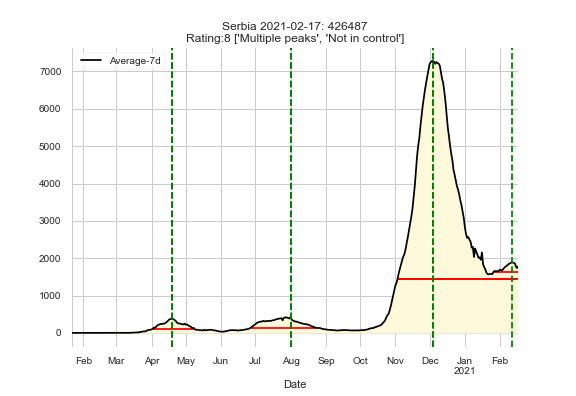 Serbia 2021-02-17: 426487
Rating:8 ['Multiple peaks', 'Not in control']
Average-7d
7000
6000
5000
4000
3000
2000
1000
0
Feb Mar Apr May Jun Jul Aug Sep Oct Nov Dec Jan Feb
2021
Date